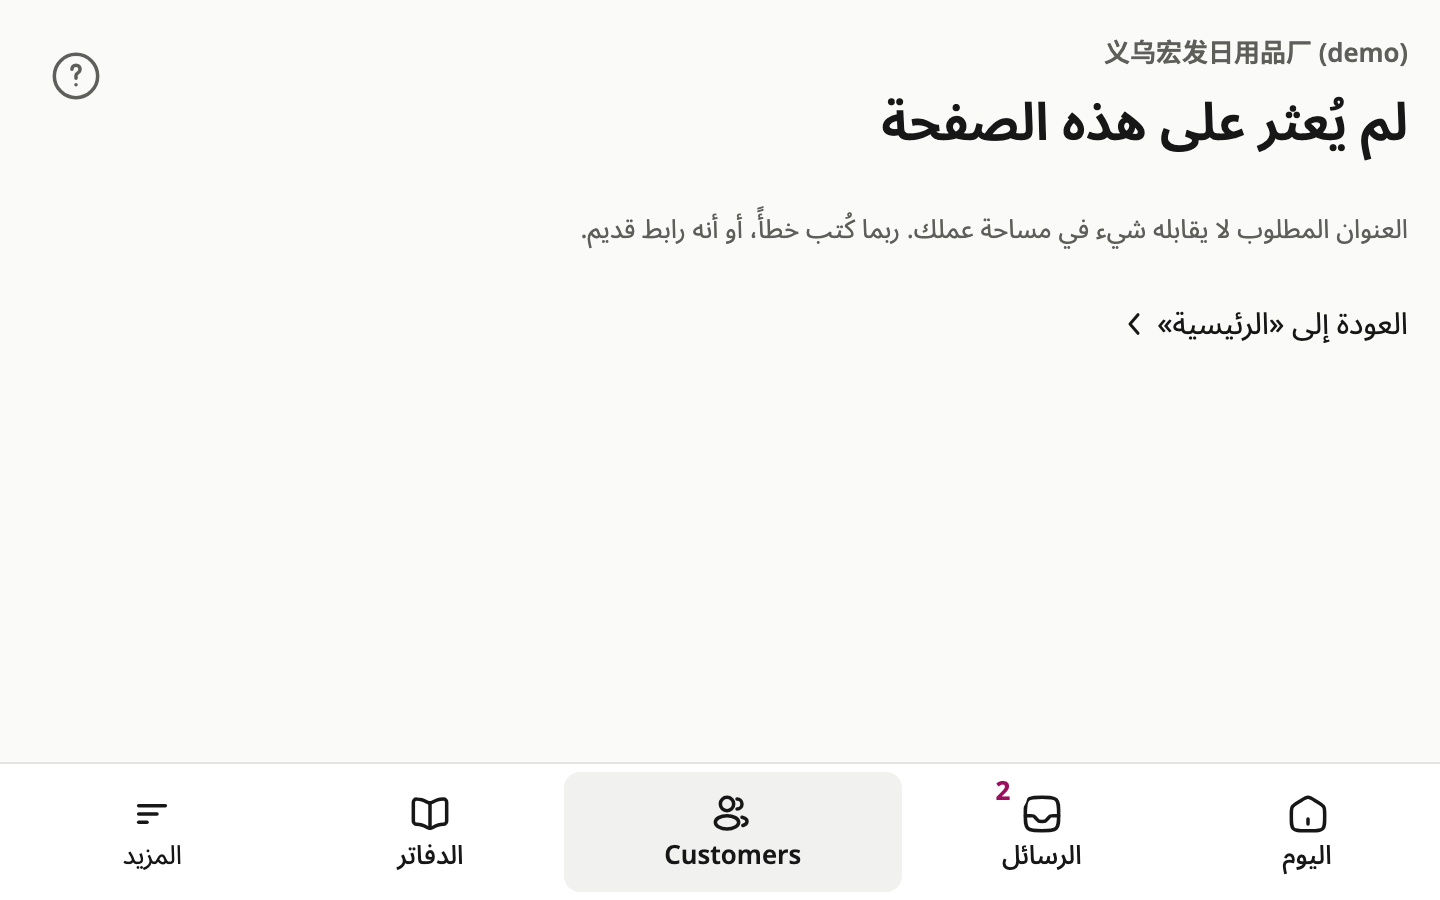 义乌宏发日用品厂 (demo)
لم يُعثر على هذه الصفحة
العنوان المطلوب لا يقابله شيء في مساحة عملك. ربما كُتب خطأً، أو أنه رابط قديم.
العودة إلى «الرئيسية»
اليوم
2
الرسائل
Customers
الدفاتر
المزيد